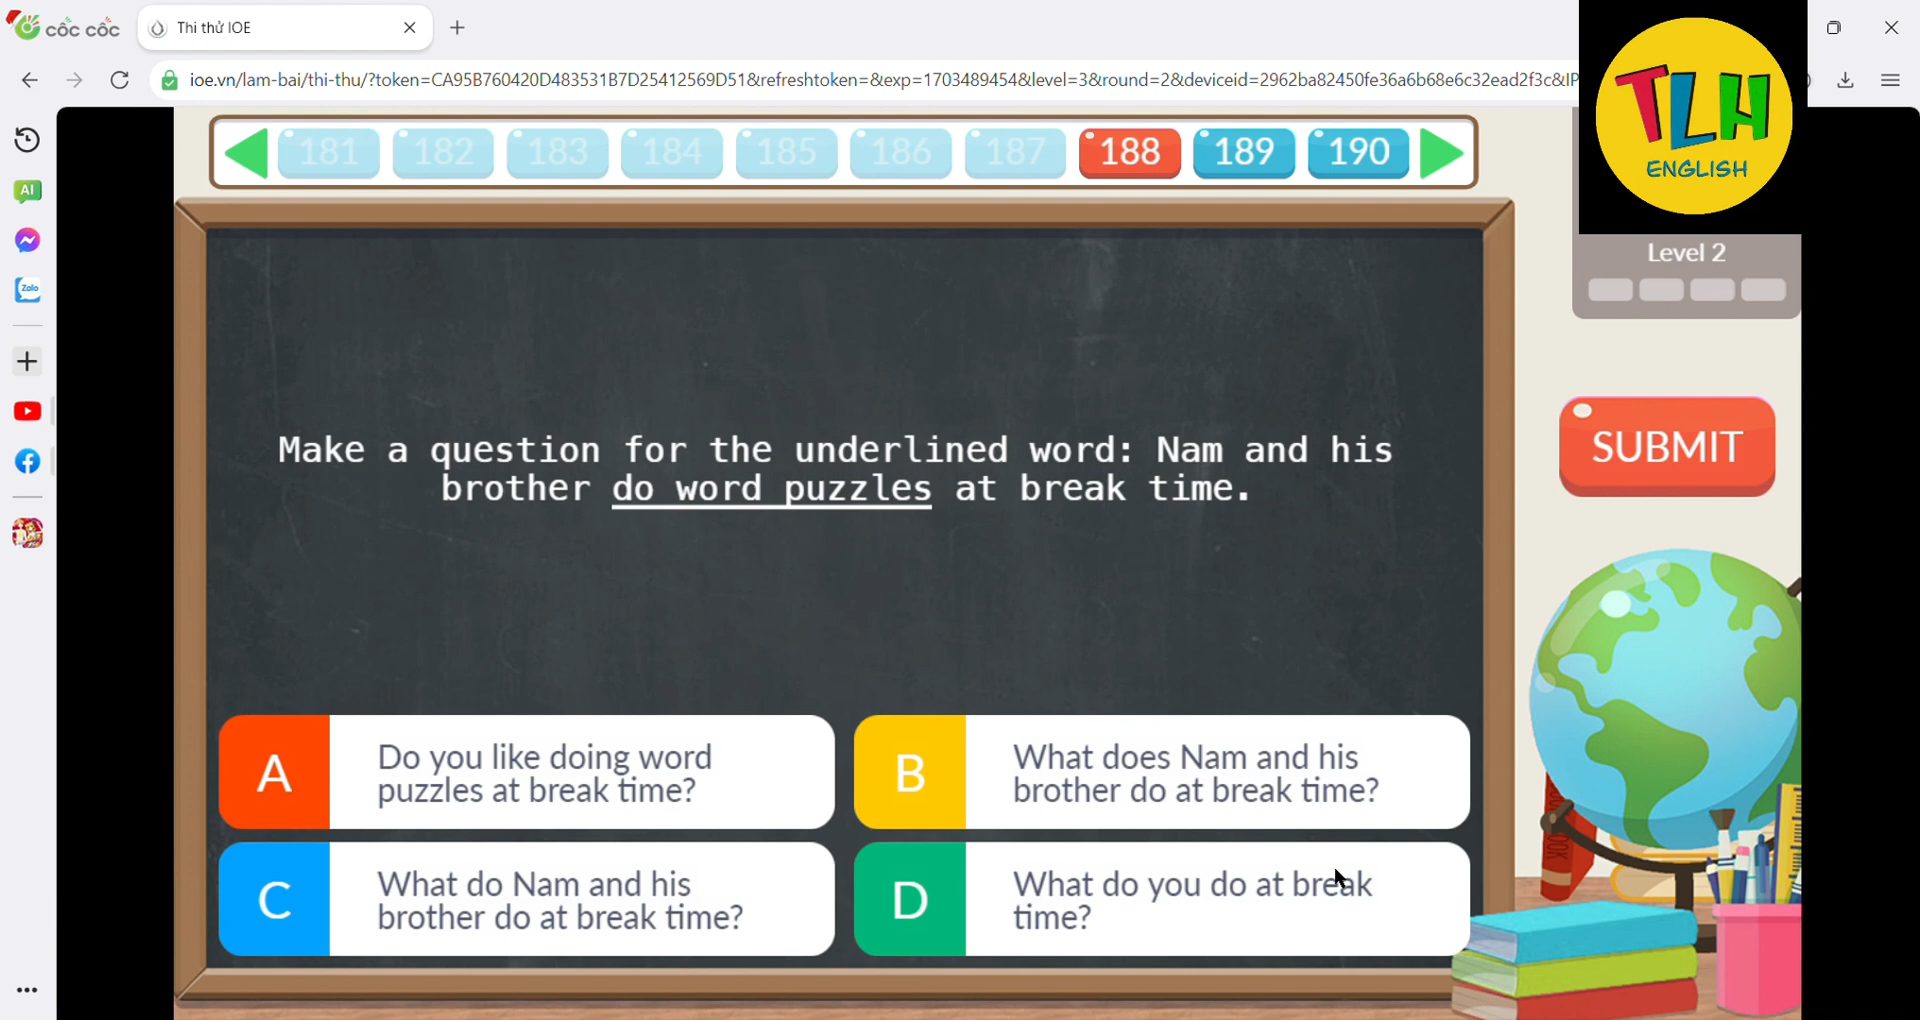 cốc cốc
Thi thử IOE
ioe.vn/lam-bai/thi-thu/?token=CA95B760420D483531B7D25412569D51&refreshtoken=&exp=1703489454&level=3&round=2&deviceid=2962ba82450fe36a6b68e6c32ead2f3c&IP
TLH
ENGLISH
AI
Zalo
181 182 183 184 185 186 187 188 189 190
Level 2
Make a question for the underlined word: Nam and his
brother do word puzzles at break time.
SUBMIT
A
Do you like doing word
puzzles at break time?
B
What does Nam and his
brother do at break time?
C
What do Nam and his
brother do at break time?
D
What do you do at break
time?